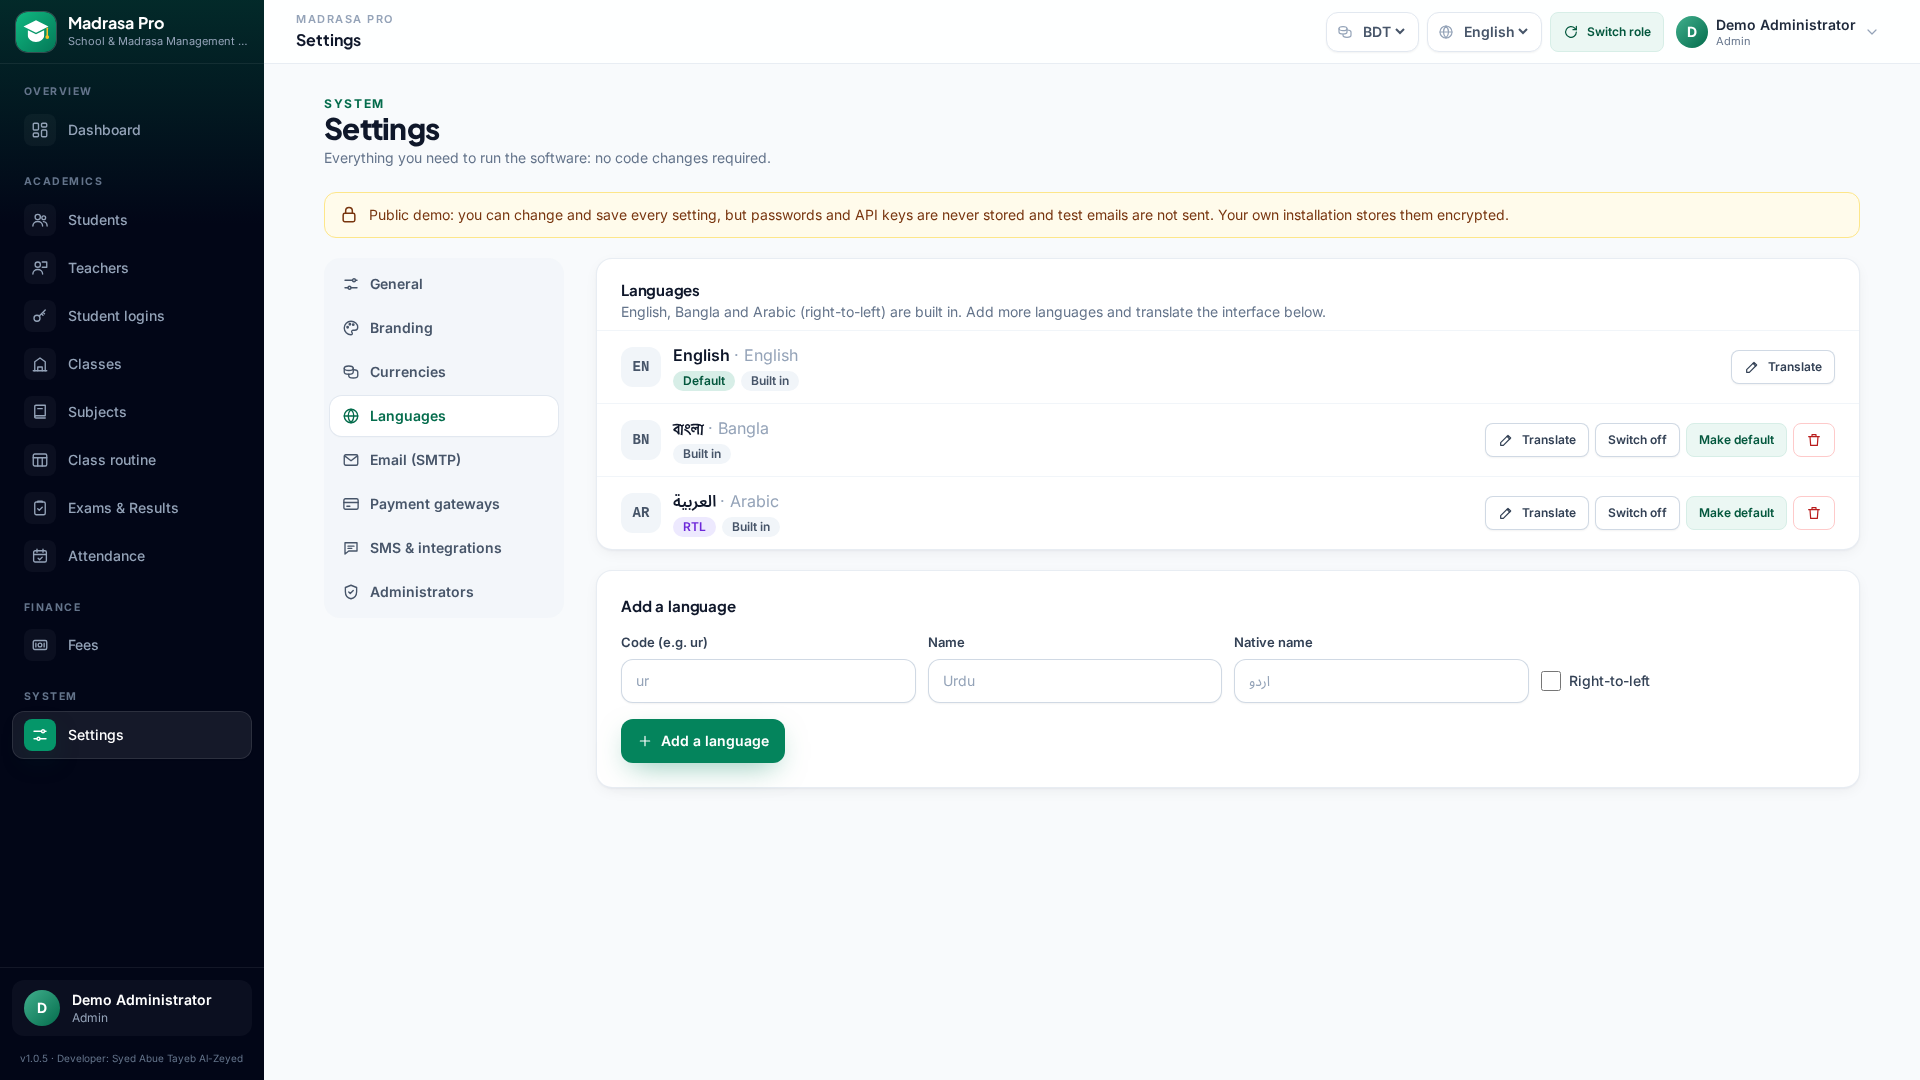 Madrasa Pro
School & Madrasa Management ...
OVERVIEW
Dashboard
ACADEMICS
Students
Teachers
Student logins
Classes
Subjects
Class routine
Exams & Results
Attendance
FINANCE
Fees
SYSTEM
Settings
D
Demo Administrator
Admin
v1.0.5 · Developer: Syed Abue Tayeb Al-Zeyed
MADRASA PRO
Settings
BDT
English
Switch role
D
Demo Administrator
Admin
SYSTEM
Settings
Everything you need to run the software: no code changes required.
Public demo: you can change and save every setting, but passwords and API keys are never stored and test emails are not sent. Your own installation stores them encrypted.
General
Branding
Currencies
Languages
Email (SMTP)
Payment gateways
SMS & integrations
Administrators
Languages
English, Bangla and Arabic (right-to-left) are built in. Add more languages and translate the interface below.
EN
English · English
Default
Built in
Translate
BN
বাংলা · Bangla
Built in
Translate
Switch off
Make default
AR
العربية · Arabic
RTL
Built in
Translate
Switch off
Make default
Add a language
Code (e.g. ur)
Name
Native name
ur
Urdu
اردو
Right-to-left
Add a language